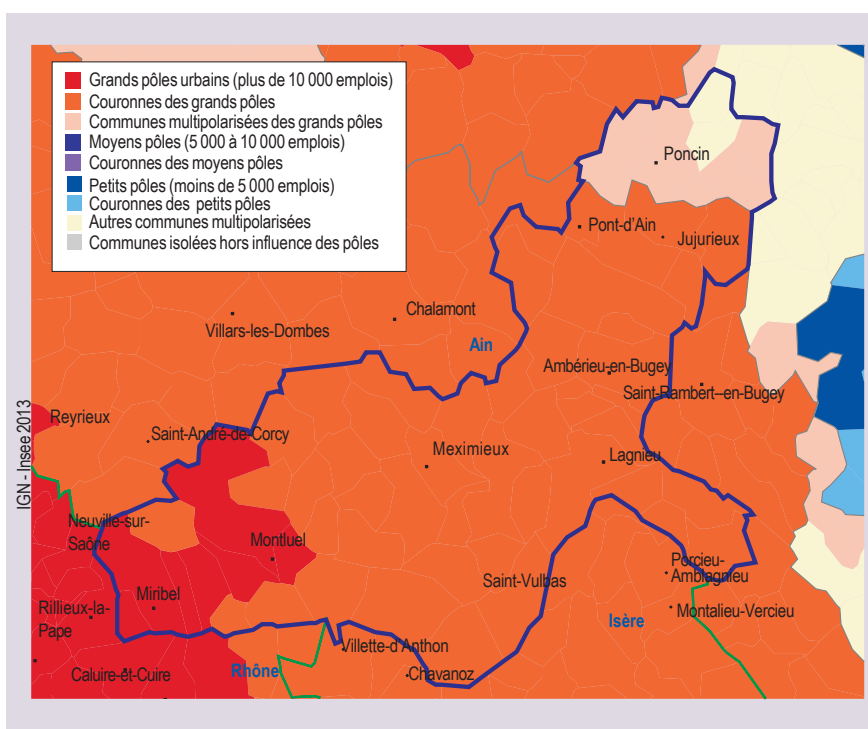 Grands pôles urbains (plus de 10 000 emplois)
Couronnes des grands pôles
Communes multipolarisées des grands pôles
Moyens pôles (5 000 à 10 000 emplois)
Couronnes des moyens pôles
Petits pôles (moins de 5 000 emplois)
Couronnes des petits pôles
Autres communes multipolarisées
Communes isolées hors influence des pôles
Poncin
Pont-d'Ain
Jujurieux
Chalamont
Villars-les-Dombes
Ain
Ambérieu-en-Bugey
Saint-Rambert--en-Bugey
Reyrieux
Saint-André-de-Corcy
Meximieux
Lagnieu
IGN - Insee 2013
Neuville-sur-
Saône
Montluel
Porcieu-
Amblagnieu
Saint-Vulbas
Miribel
Rillieux-la-
Pape
Isère
Montalieu-Vercieu
Villette-d'Anthon
Rhône
Caluire-et-Cuire
Chavanoz